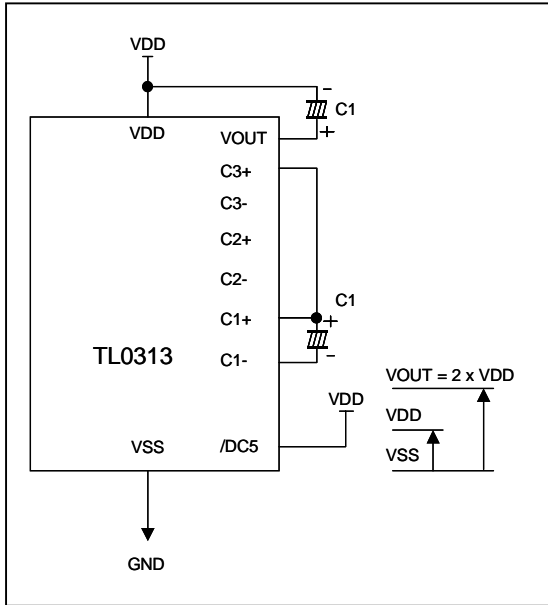 VDD
-
C1
+
VDD
VOUT
C3+
C3-
C2+
C2-
C1
+
C1+
-
C1-
TL0313
VOUT = 2 x VDD
VDD
VDD
VSS
/DC5
VSS
GND